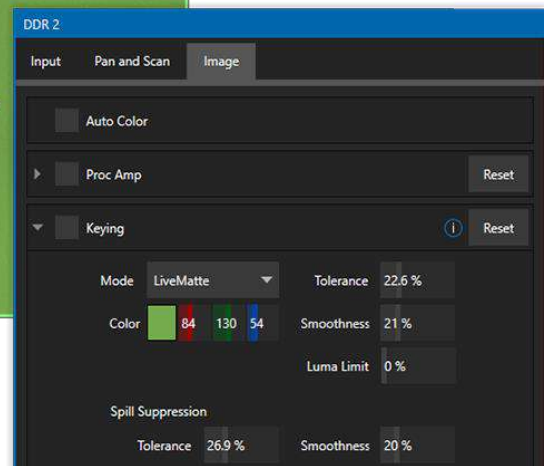 DDR 2
Input Pan and Scan Image
Auto Color
Proc Amp Reset
Keying i Reset
Mode LiveMatte Tolerance 22.6 %
Color 84 130 54 Smoothness 21 %
Luma Limit 0 %
Spill Suppression
Tolerance 26.9 % Smoothness 20 %